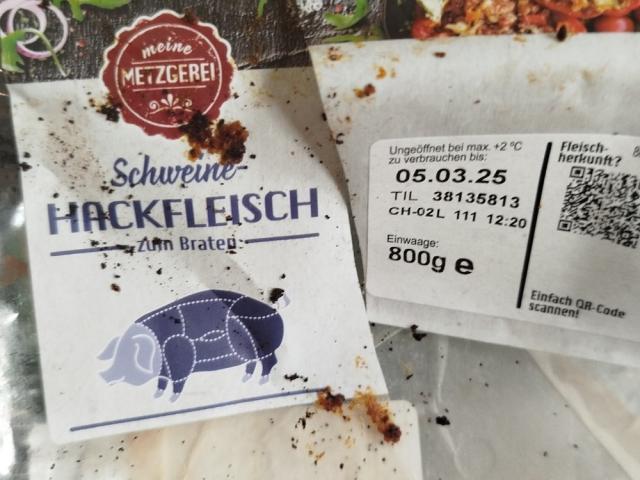 meine
METZGEREI
Schweine-
HACKFLEISCH
Zum Braten
Ungeöffnet bei max. +2 °C
zu verbrauchen bis:
05.03.25
TIL 38135813
CH-02L 111 12:20
Einwaage:
800g e
Fleisch-
herkunft?
Einfach QR-Code
scannen!